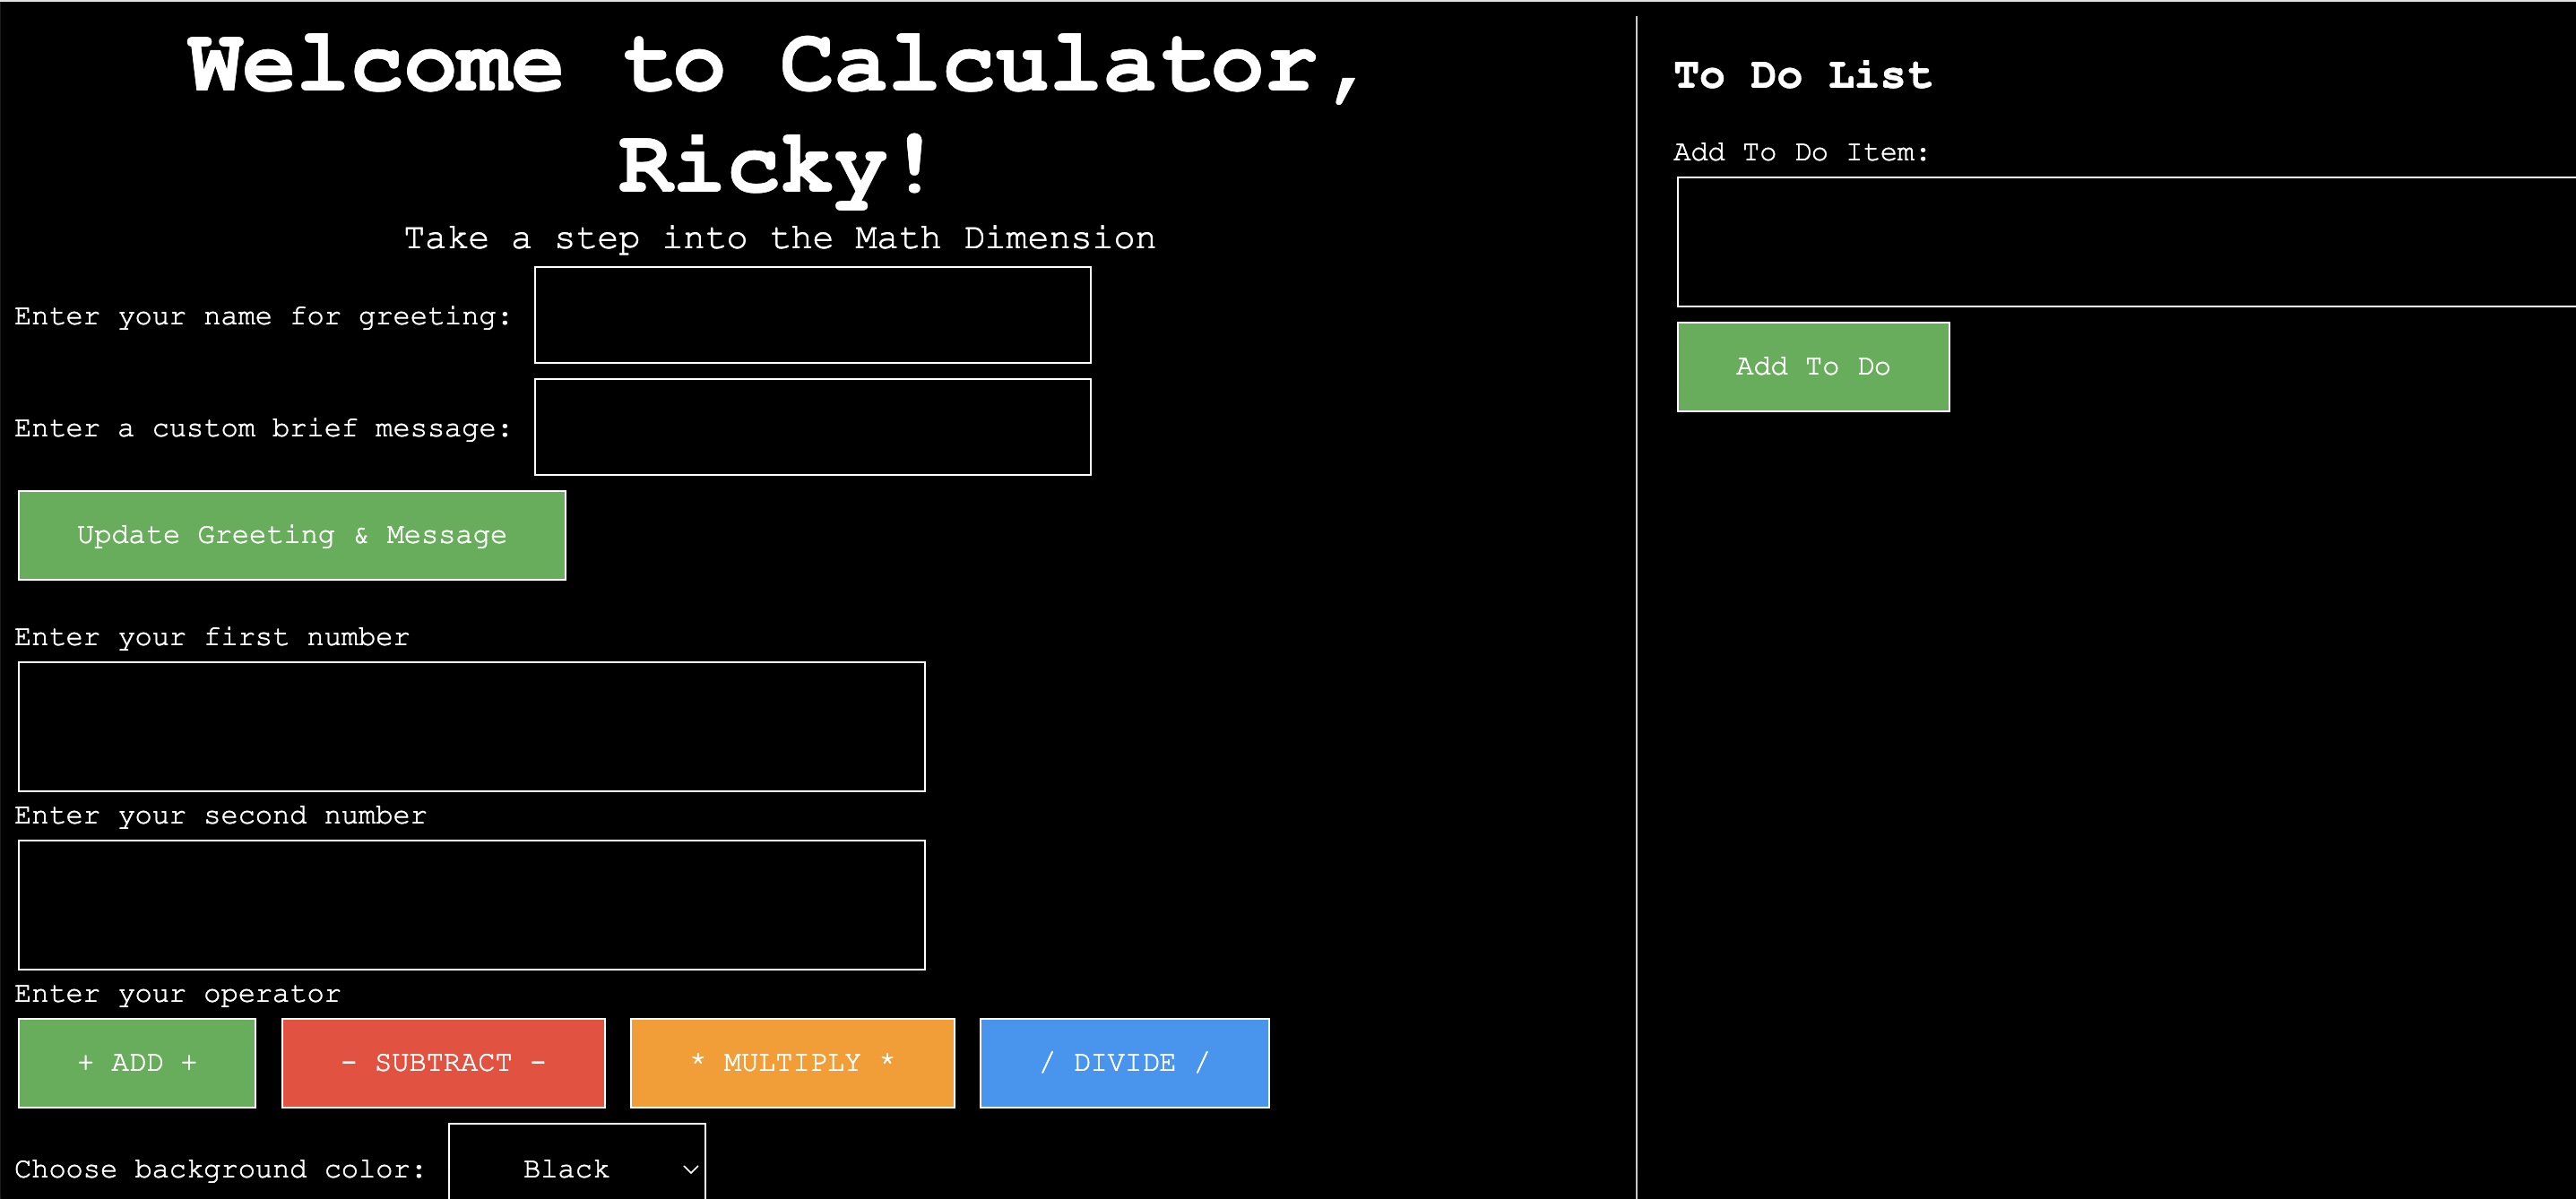 Welcome to Calculator,
Ricky!
Take a step into the Math Dimension
Enter your name for greeting:
Enter a custom brief message:
Update Greeting & Message
Enter your first number
Enter your second number
Enter your operator
+ ADD +
- SUBTRACT -
* MULTIPLY *
/ DIVIDE /
Choose background color:
Black
To Do List
Add To Do Item:
Add To Do